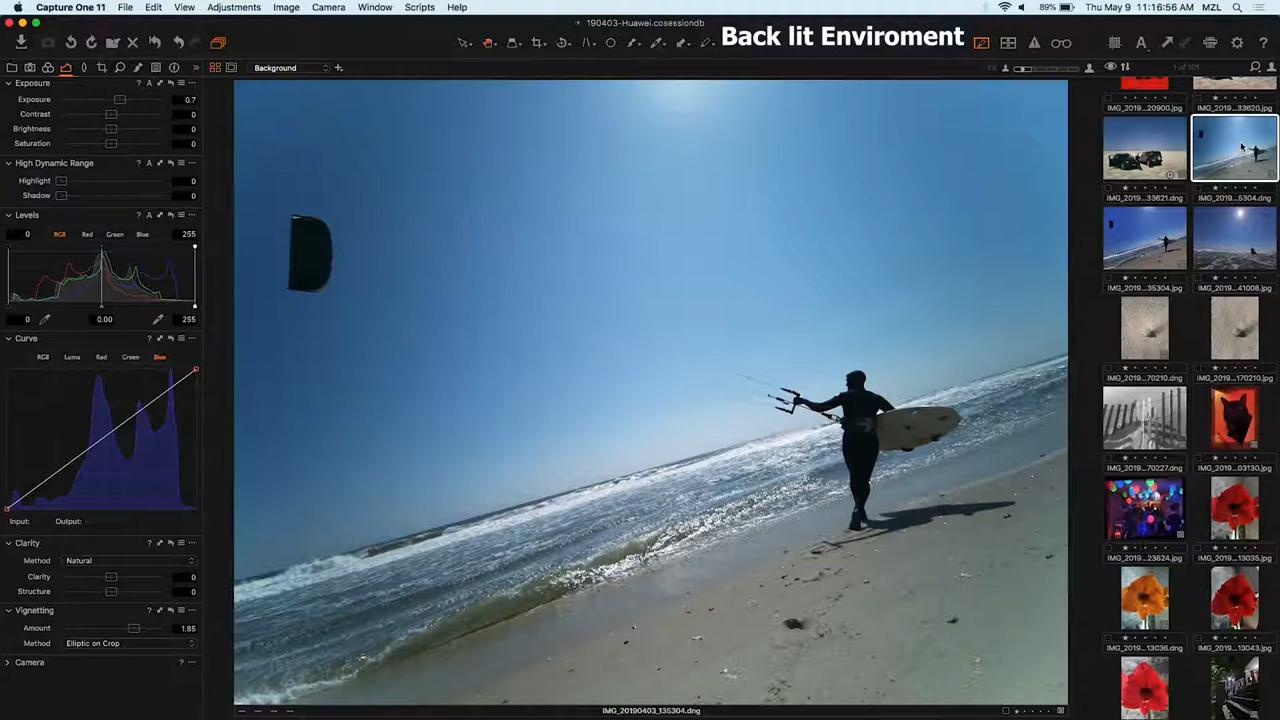 Capture One 11 File Edit View Adjustments Image Camera Window Scripts Help 89% Thu May 9 11:16:56 AM MZL
190403-Huawei.cosessiondb
Back lit Enviroment
Background
Fit
1 of 101
Exposure
Exposure 0.7
Contrast 0
Brightness 0
Saturation 0
High Dynamic Range
Highlight 0
Shadow 0
Levels
0 RGB Red Green Blue 255
0 0.00 255
Curve
RGB Luma Red Green Blue
Input: Output:
Clarity
Method Natural
Clarity 0
Structure 0
Vignetting
Amount 1.85
Method Elliptic on Crop
Camera
IMG_20190403_135304.dng
IMG_2019...20900.jpg
IMG_2019...33620.jpg
IMG_2019...33621.jpg
IMG_2019...5304.dng
IMG_2019...35304.jpg
IMG_2019...41008.jpg
IMG_2019...70210.dng
IMG_2019...170210.jpg
IMG_2019...70227.dng
IMG_2019...03130.jpg
IMG_2019...23624.jpg
IMG_2019...13035.jpg
IMG_2019...13036.dng
IMG_2019...13043.jpg